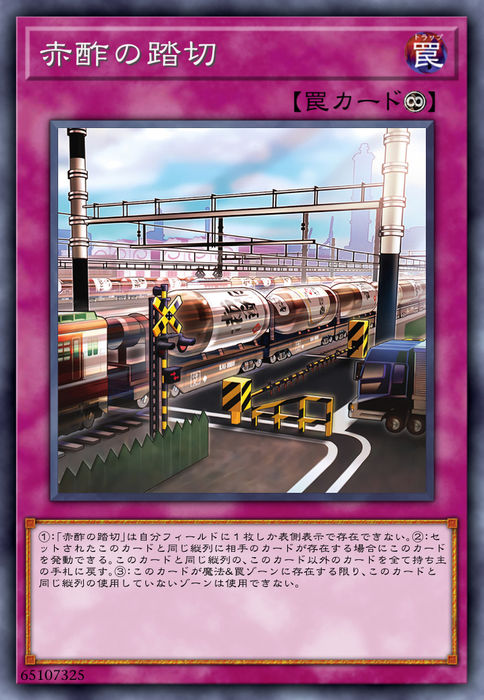 赤酢の踏切
トラップ
罠
【罠カード∞】
①:「赤酢の踏切」は自分フィールドに1枚しか表側表示で存在できない。②:セ
ットされたこのカードと同じ縦列に相手のカードが存在する場合にこのカード
を発動できる。このカードと同じ縦列の、このカード以外のカードを全て持ち主
の手札に戻す。③:このカードが魔法&罠ゾーンに存在する限り、このカードと
同じ縦列の使用していないゾーンは使用できない。
65107325